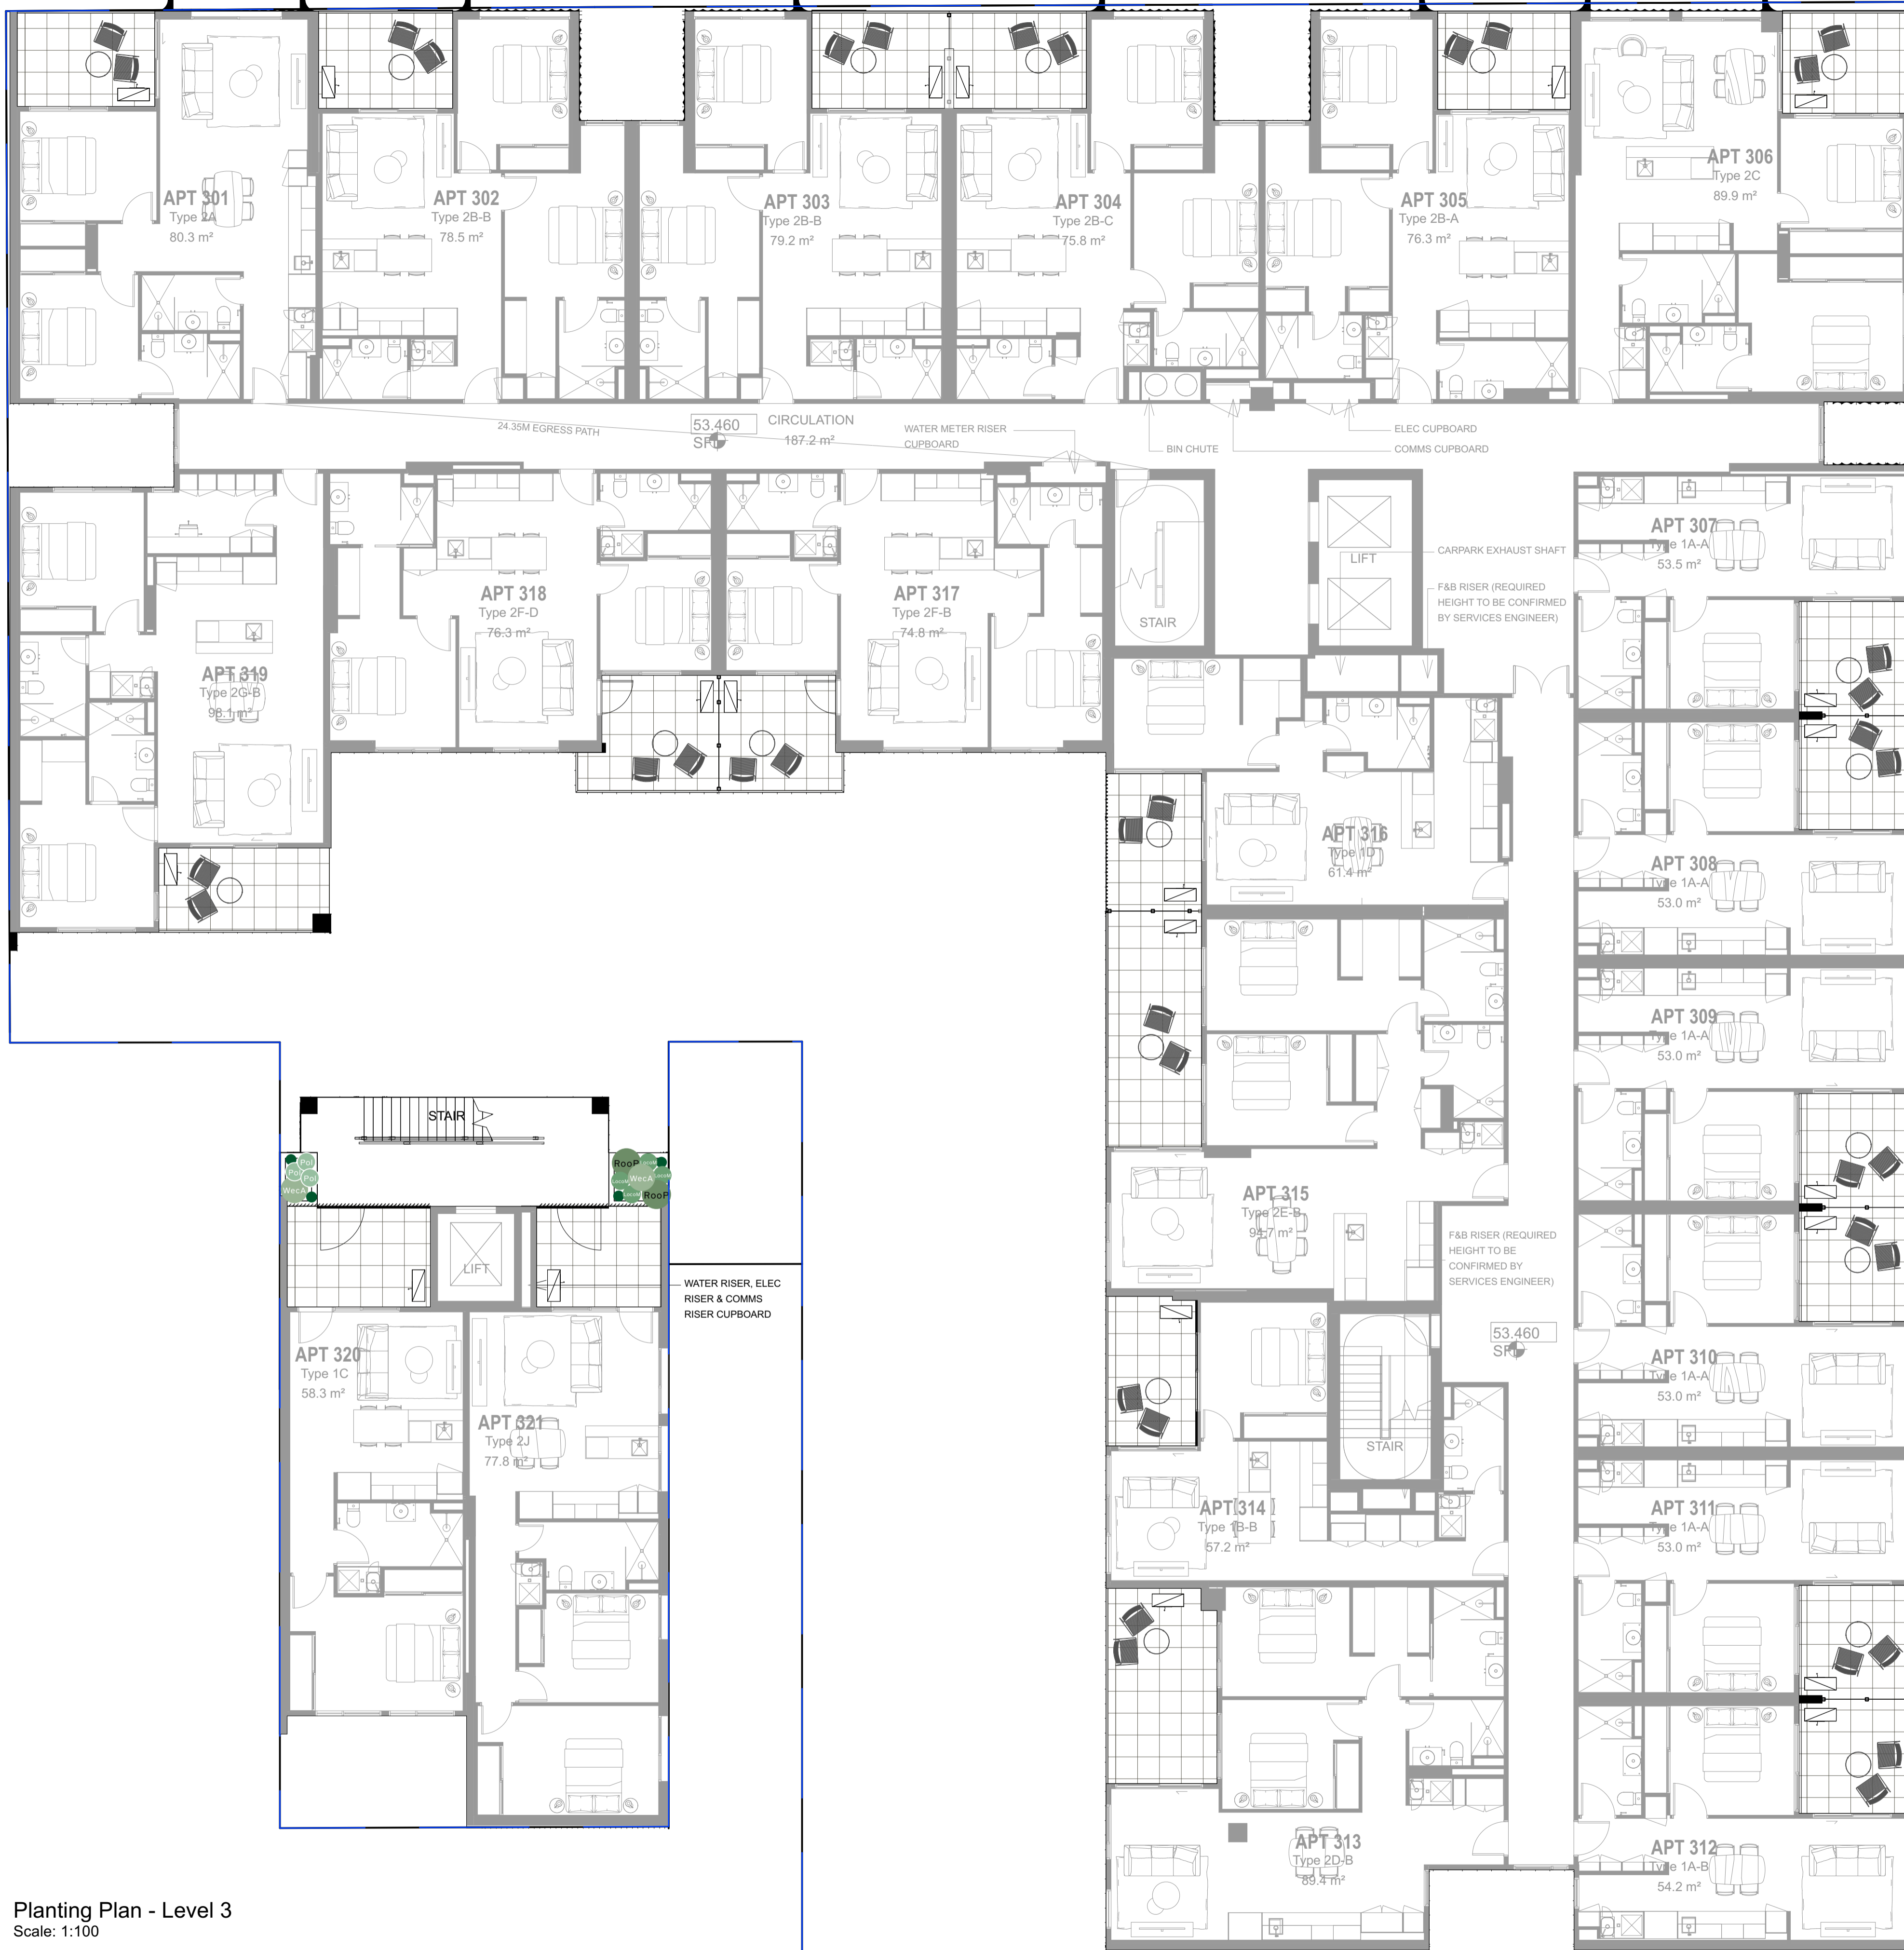 APT 301
Type 2A
80.3 m²
APT 302
Type 2B-B
78.5 m²
APT 303
Type 2B-B
79.2 m²
APT 304
Type 2B-C
75.8 m²
APT 305
Type 2B-A
76.3 m²
APT 306
Type 2C
89.9 m²
24.35M EGRESS PATH
53.460
SFL
CIRCULATION
187.2 m²
WATER METER RISER
CUPBOARD
BIN CHUTE
ELEC CUPBOARD
COMMS CUPBOARD
APT 319
Type 2G-B
98.1 m²
APT 318
Type 2F-D
76.3 m²
APT 317
Type 2F-B
74.8 m²
STAIR
LIFT
CARPARK EXHAUST SHAFT
F&B RISER (REQUIRED
HEIGHT TO BE CONFIRMED
BY SERVICES ENGINEER)
APT 307
Type 1A-A
53.5 m²
APT 316
Type 1D
61.4 m²
APT 308
Type 1A-A
53.0 m²
APT 309
Type 1A-A
53.0 m²
APT 315
Type 2E-B
94.7 m²
F&B RISER (REQUIRED
HEIGHT TO BE
CONFIRMED BY
SERVICES ENGINEER)
53.460
SFL
APT 310
Type 1A-A
53.0 m²
STAIR
APT 314
Type 1B-B
57.2 m²
APT 311
Type 1A-A
53.0 m²
APT 313
Type 2D-B
89.4 m²
APT 312
Type 1A-B
54.2 m²
STAIR
Pol
Pol
Pol
WecA
RooP
LocoM
LocoM
WecA
LocoM
LocoM
RooP
LIFT
WATER RISER, ELEC
RISER & COMMS
RISER CUPBOARD
APT 320
Type 1C
58.3 m²
APT 321
Type 2J
77.8 m²
Planting Plan - Level 3
Scale: 1:100